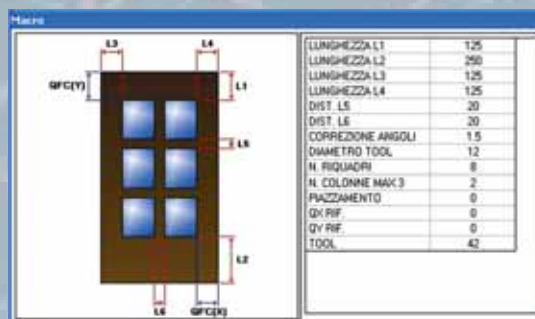 Macro
L3
L4
QFC(Y)
L1
L5
L2
L6
QFC(X)
LUNGHEZZA L1 125
LUNGHEZZA L2 250
LUNGHEZZA L3 125
LUNGHEZZA L4 125
DIST. L5 20
DIST. L6 20
CORREZIONE ANGOLI 1.5
DIAMETRO TOOL 12
N. RIQUADRI 8
N. COLONNE MAX 3 2
PIAZZAMENTO 0
QX RIF. 0
QY RIF. 0
TOOL 42